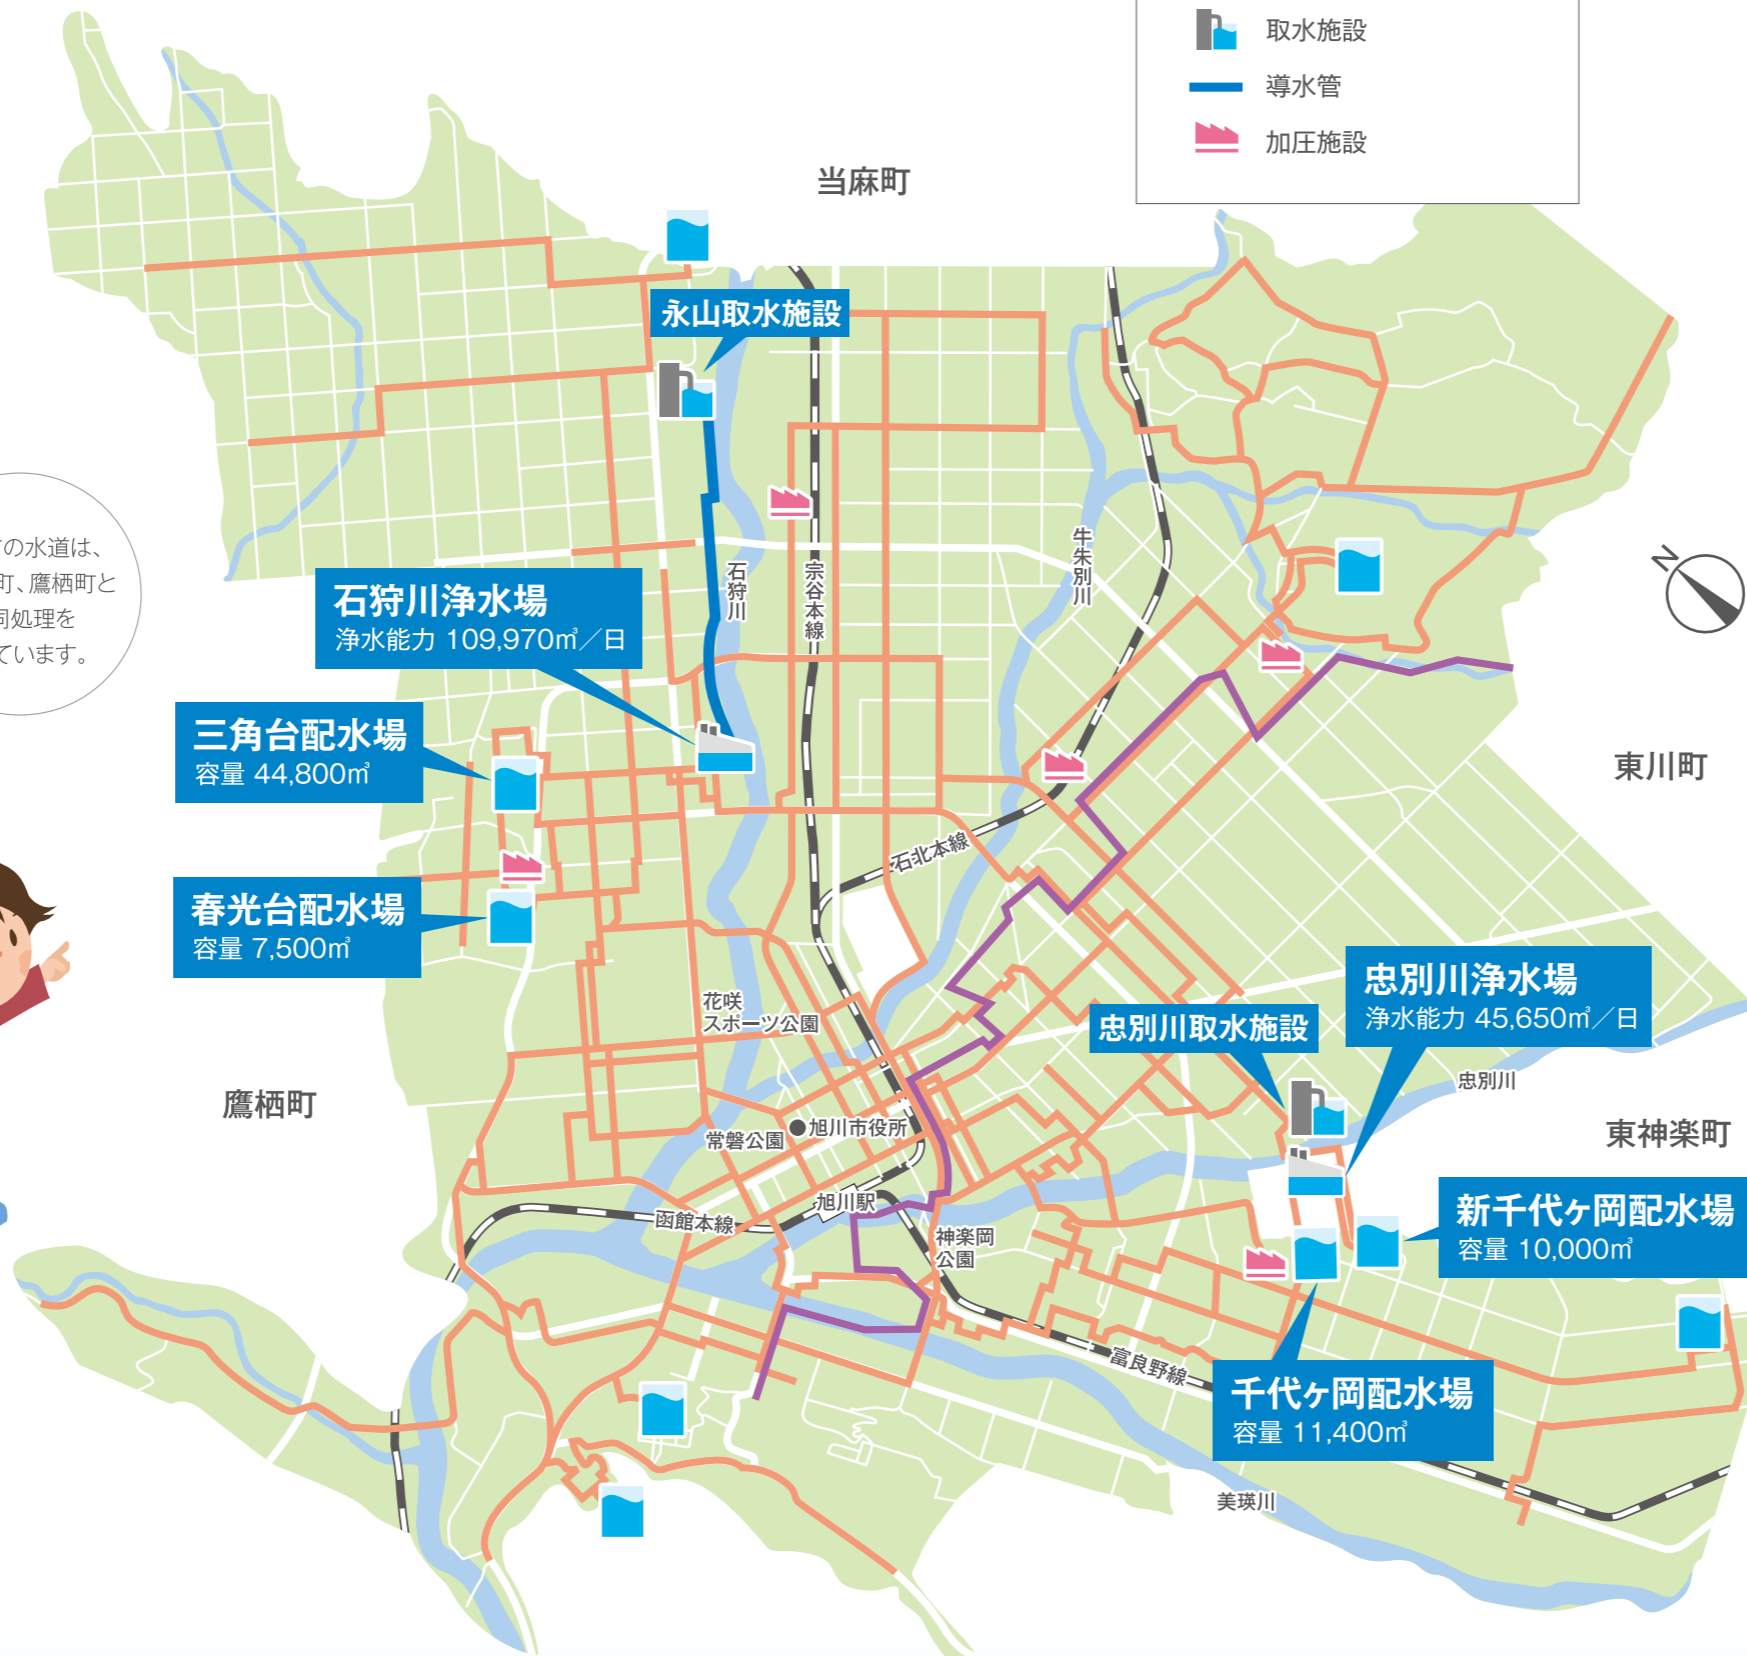 取水施設
導水管
加圧施設
当麻町
永山取水施設
の水道は、
町、鷹栖町と
同処理を
ています。
石狩川浄水場
浄水能力 109,970㎥／日
石狩川
宗谷本線
牛朱別川
N
三角台配水場
容量 44,800㎥
東川町
石北本線
春光台配水場
容量 7,500㎥
花咲
スポーツ公園
忠別川取水施設
忠別川浄水場
浄水能力 45,650㎥／日
忠別川
鷹栖町
常磐公園
旭川市役所
東神楽町
旭川駅
函館本線
神楽岡
公園
新千代ヶ岡配水場
容量 10,000㎥
富良野線
千代ヶ岡配水場
容量 11,400㎥
美瑛川